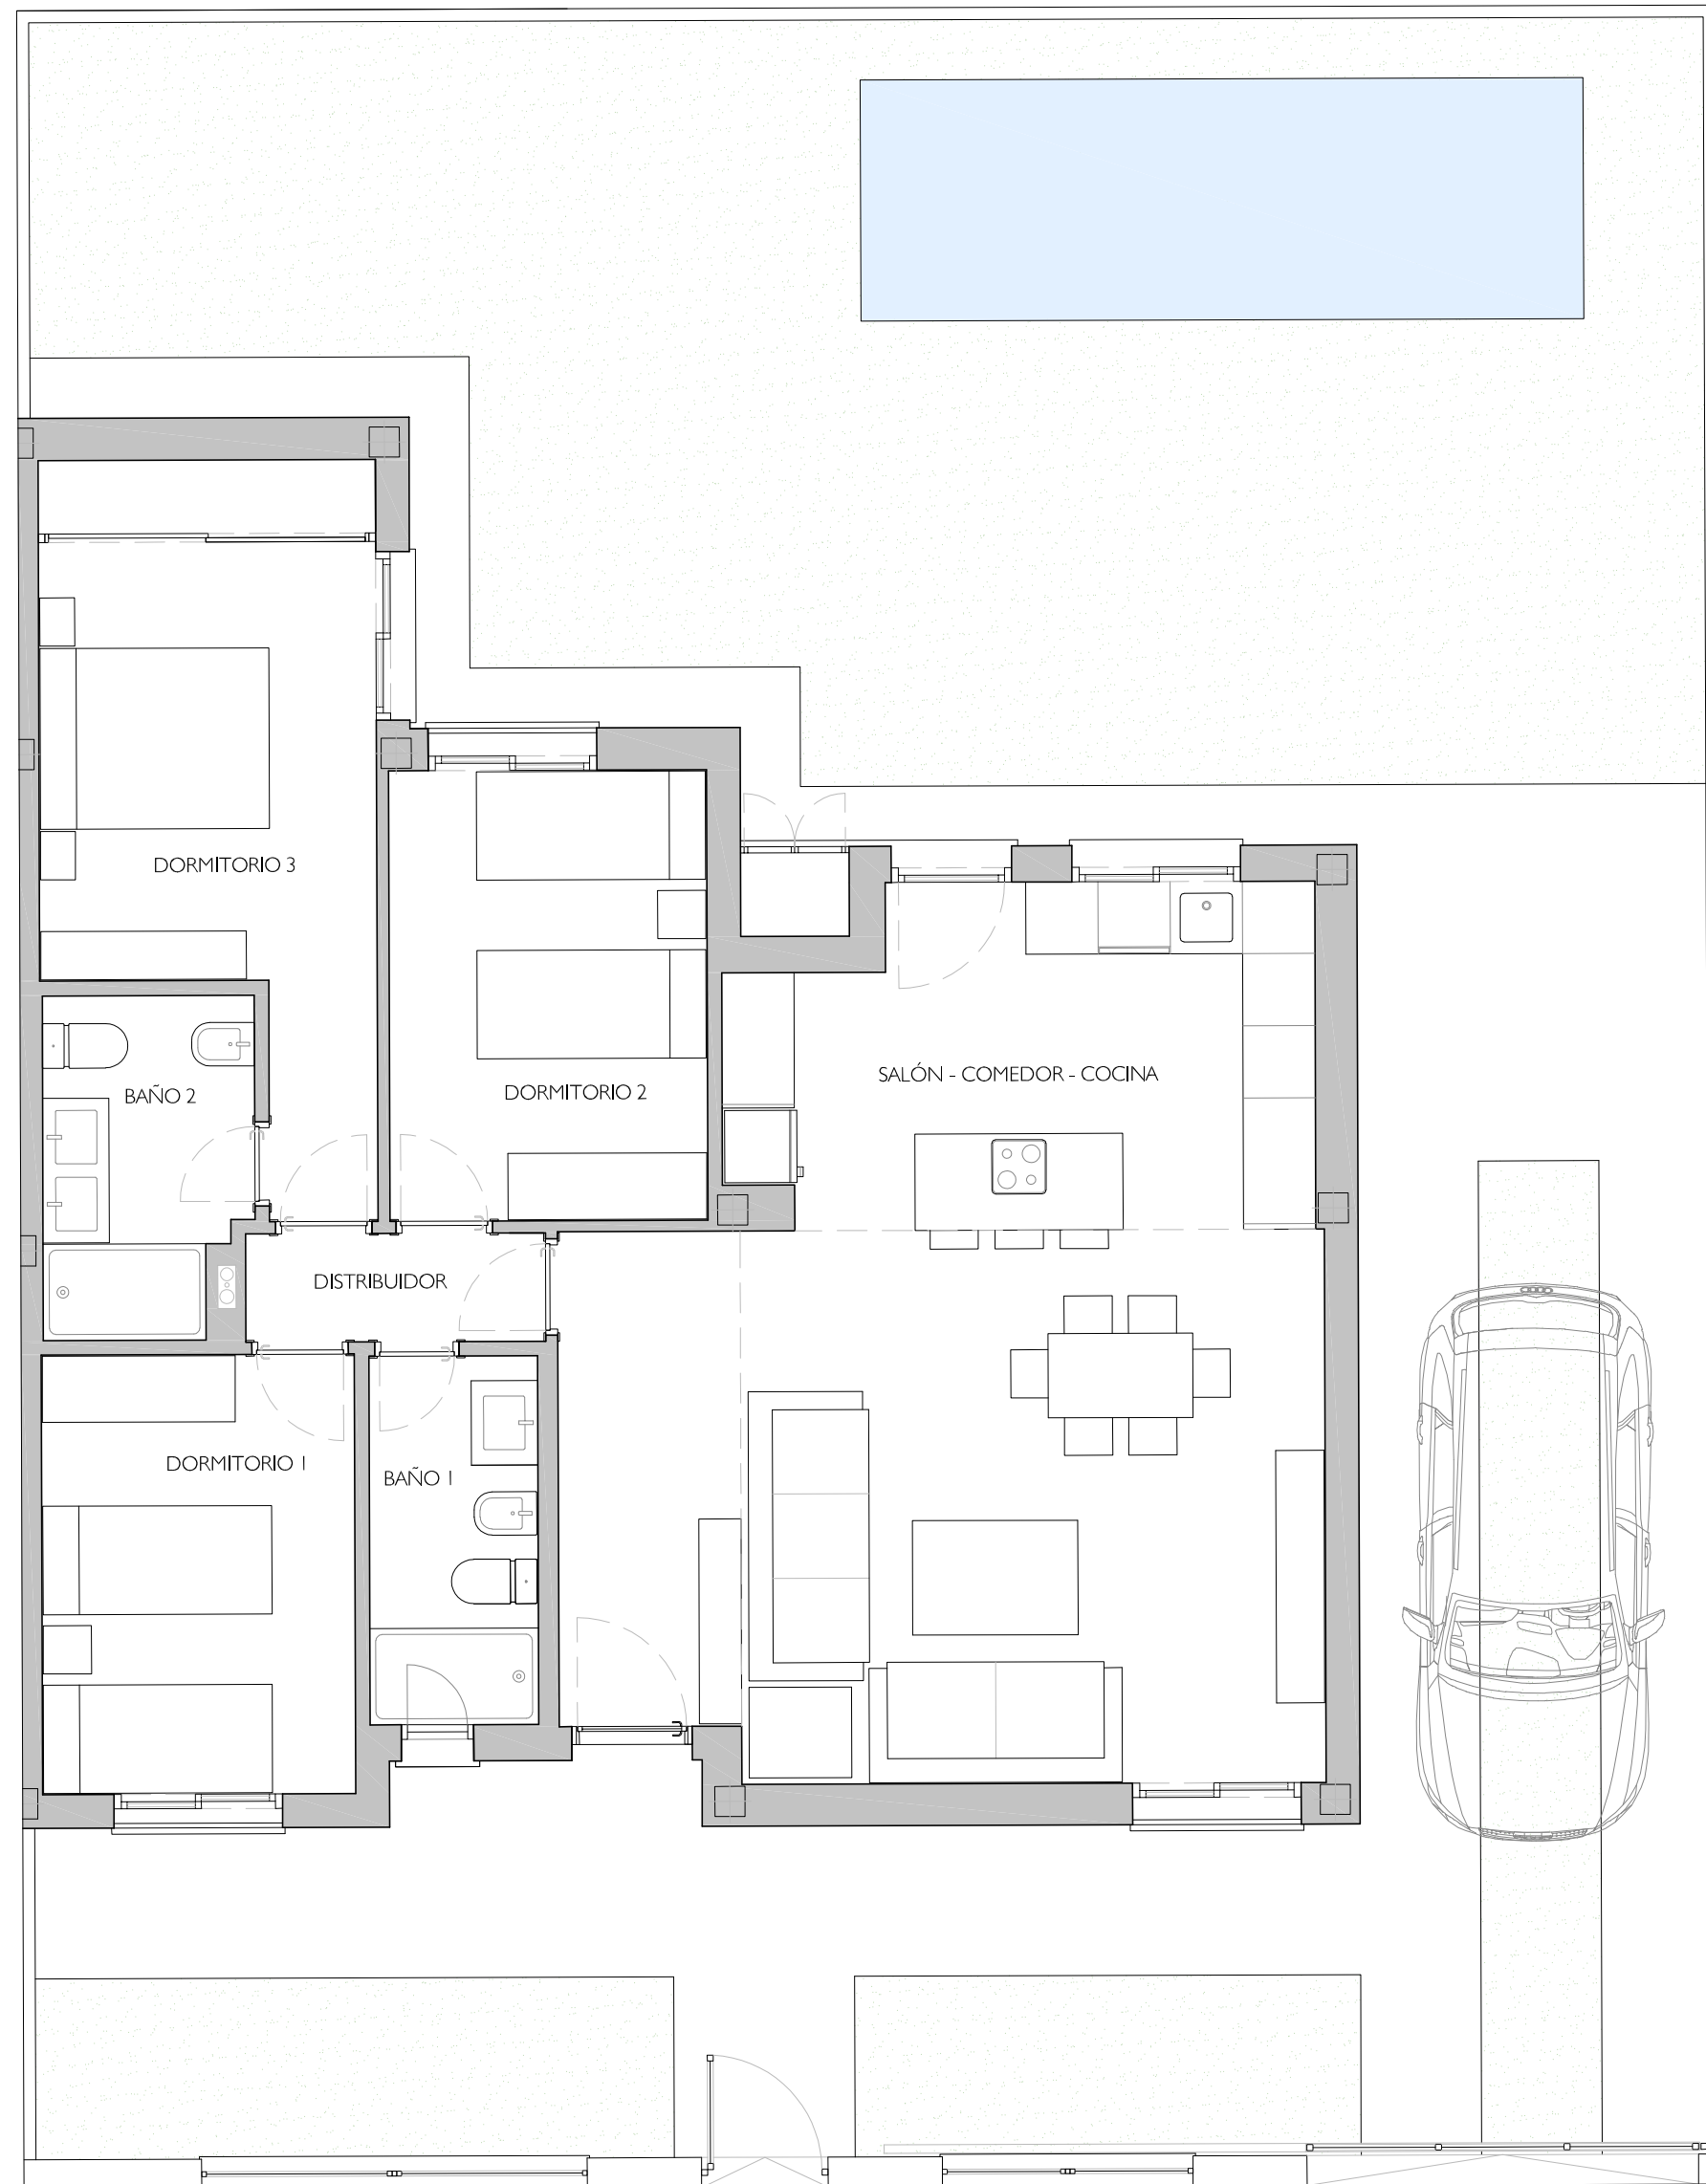 DORMITORIO 3
SALÓN - COMEDOR - COCINA
BAÑO 2
DORMITORIO 2
DISTRIBUIDOR
DORMITORIO 1
BAÑO 1